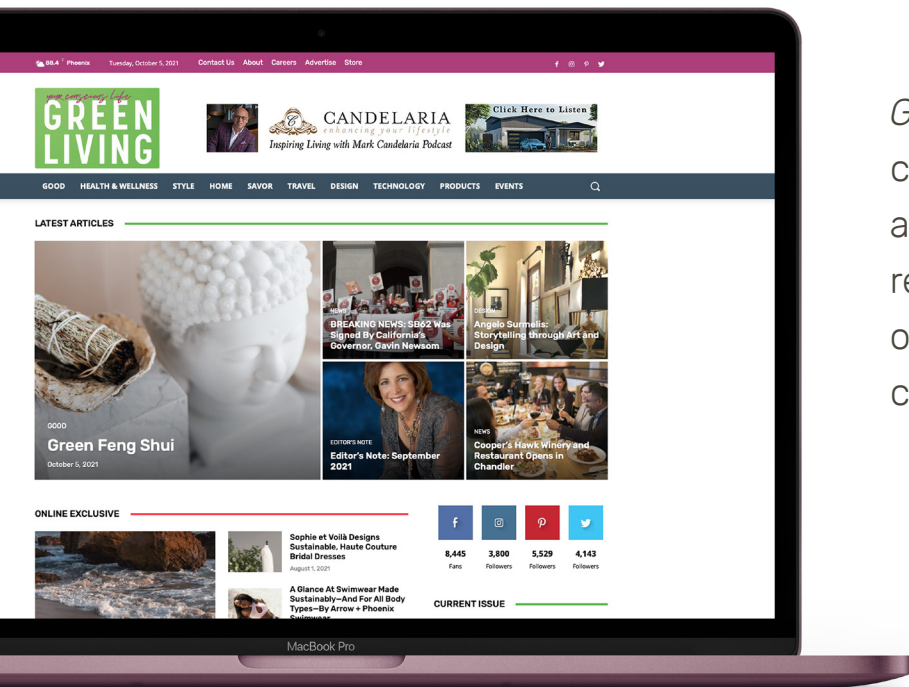 88.4 F Phoenix Tuesday, October 5, 2021 Contact Us About Careers Advertise Store
your conscious life
GREEN
LIVING
CANDELARIA
enhancing your lifestyle
Inspiring Living with Mark Candelaria Podcast
Click Here to Listen
GOOD HEALTH & WELLNESS STYLE HOME SAVOR TRAVEL DESIGN TECHNOLOGY PRODUCTS EVENTS
LATEST ARTICLES
GOOD
Green Feng Shui
October 5, 2021
NEWS
BREAKING NEWS: SB62 Was
Signed By California's
Governor, Gavin Newsom
DESIGN
Angelo Surmelis:
Storytelling through Art and
Design
EDITOR'S NOTE
Editor's Note: September
2021
NEWS
Cooper's Hawk Winery and
Restaurant Opens in
Chandler
ONLINE EXCLUSIVE
Sophie et Voilà Designs
Sustainable, Haute Couture
Bridal Dresses
August 1, 2021
A Glance At Swimwear Made
Sustainably—And For All Body
Types—By Arrow + Phoenix
Swimwear
8,445 3,800 5,529 4,143
Fans Followers Followers Followers
CURRENT ISSUE
MacBook Pro
G
c
a
re
o
c